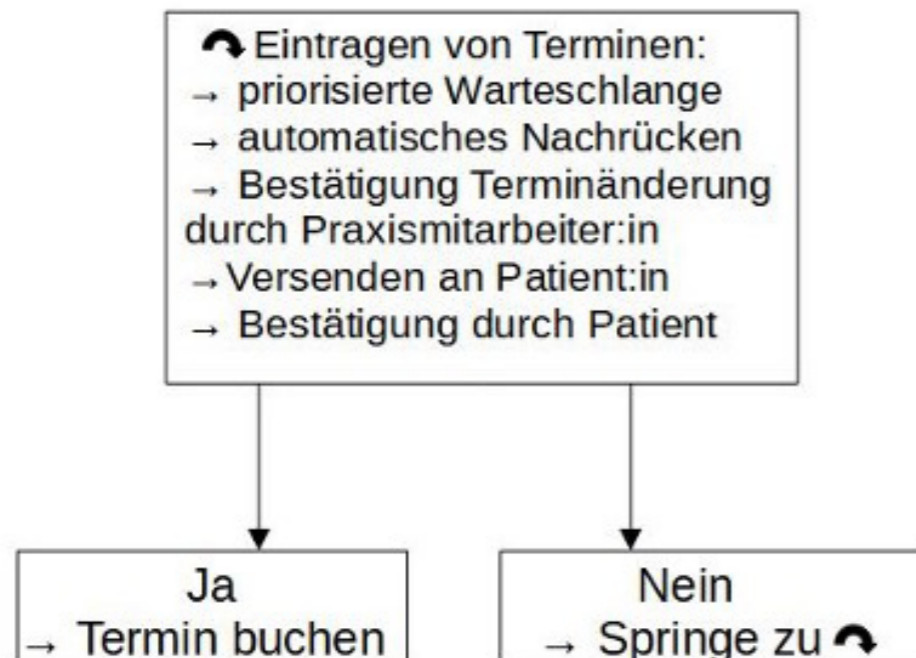 ↷ Eintragen von Terminen:
→ priorisierte Warteschlange
→ automatisches Nachrücken
→ Bestätigung Terminänderung
durch Praxismitarbeiter:in
→Versenden an Patient:in
→ Bestätigung durch Patient
Ja
→ Termin buchen
Nein
→ Springe zu ↷